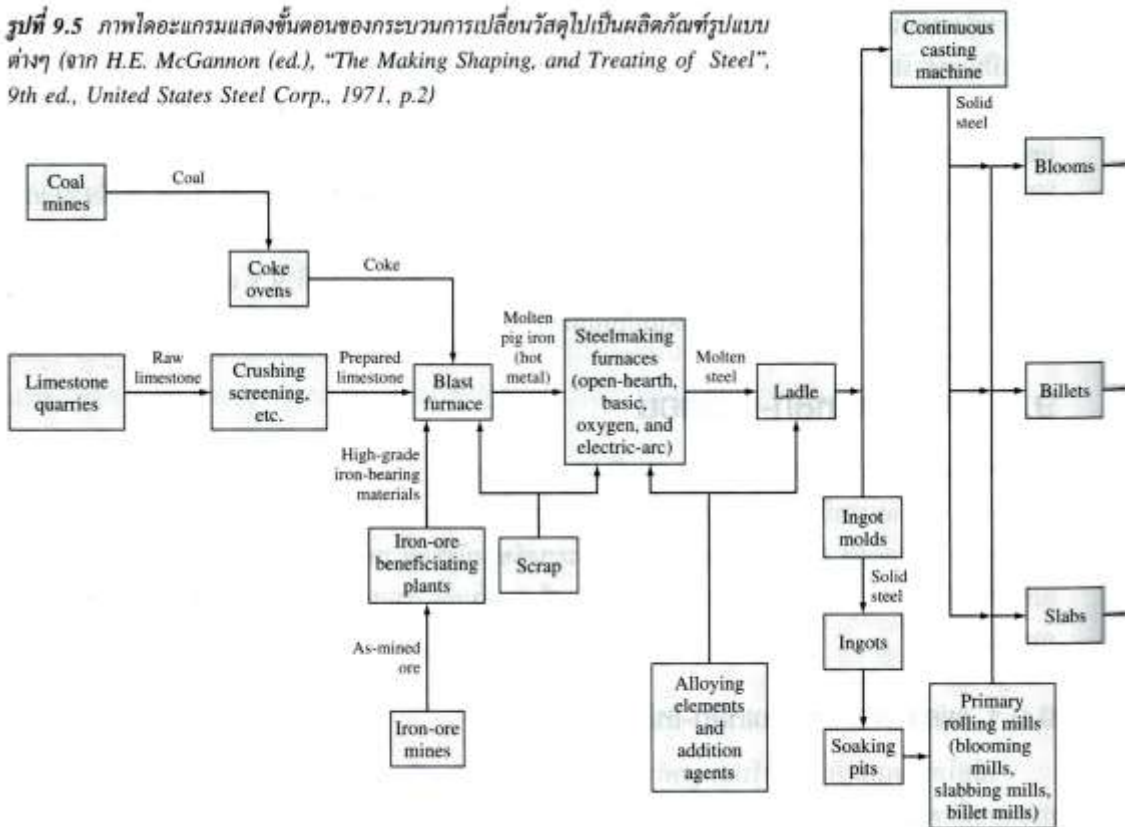 รูปที่ 9.5 ภาพไดอะแกรมแสดงขั้นตอนของกระบวนการเปลี่ยนวัสดุไปเป็นผลิตภัณฑ์รูปแบบ
ต่างๆ (จาก H.E. McGannon (ed.), "The Making Shaping, and Treating of Steel",
9th ed., United States Steel Corp., 1971, p.2)
Continuous
casting
machine
Solid
steel
Blooms
Coal
mines
Coal
Coke
ovens
Coke
Limestone
quarries
Raw
limestone
Crushing
screening,
etc.
Prepared
limestone
Blast
furnace
Molten
pig iron
(hot
metal)
Steelmaking
furnaces
(open-hearth,
basic,
oxygen, and
electric-arc)
Molten
steel
Ladle
Billets
High-grade
iron-bearing
materials
Iron-ore
beneficiating
plants
Scrap
Ingot
molds
Solid
steel
Ingots
Slabs
As-mined
ore
Iron-ore
mines
Alloying
elements
and
addition
agents
Soaking
pits
Primary
rolling mills
(blooming
mills,
slabbing mills,
billet mills)